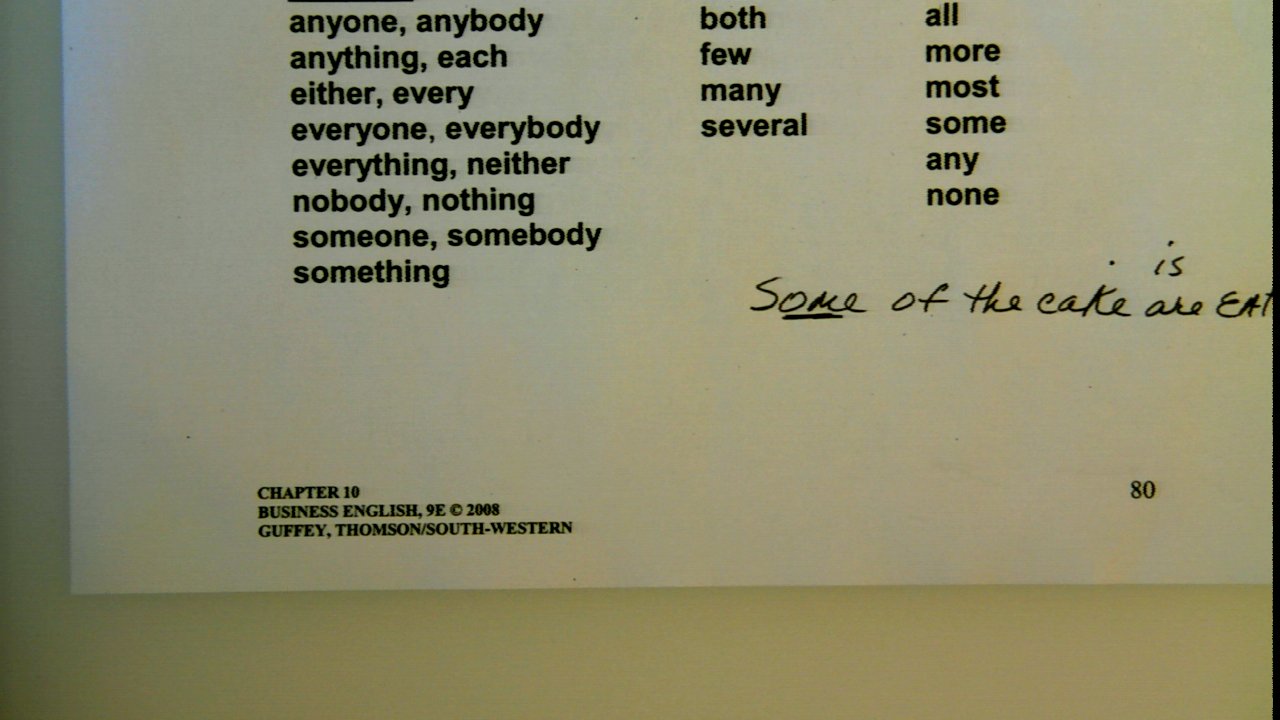 anyone, anybody both all
anything, each few more
either, every many most
everyone, everybody several some
everything, neither any
nobody, nothing none
someone, somebody
something
is
Some of the cake are EAT
CHAPTER 10
BUSINESS ENGLISH, 9E © 2008
GUFFEY, THOMSON/SOUTH-WESTERN
80